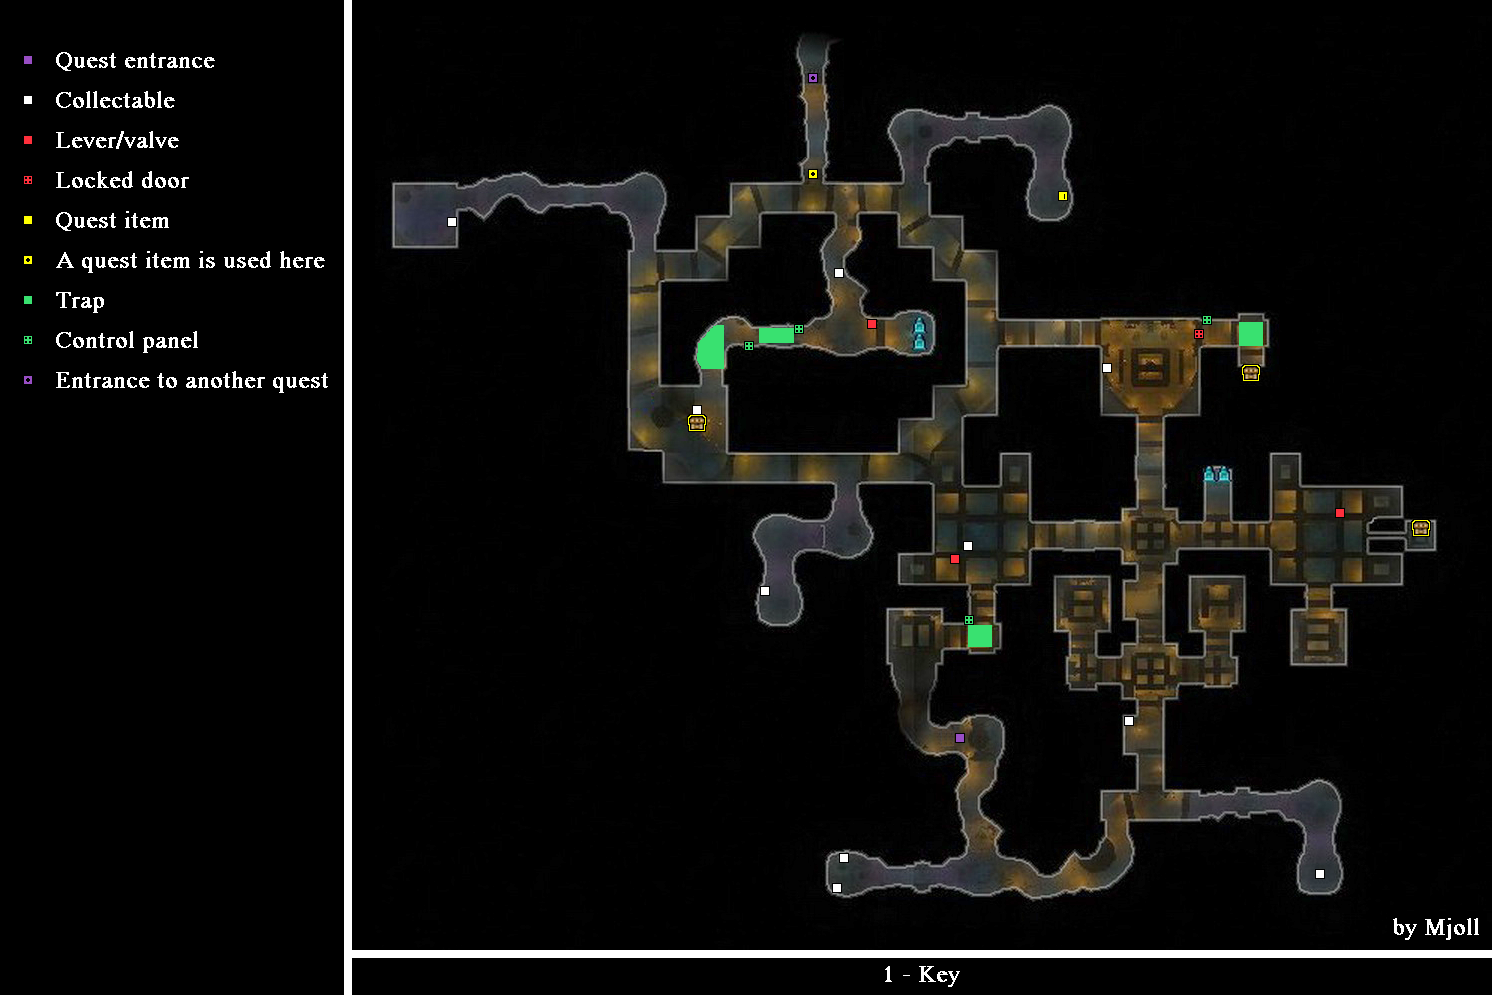 Quest entrance
Collectable
Lever/valve
Locked door
Quest item
A quest item is used here
Trap
Control panel
Entrance to another quest
by Mjoll
1 - Key